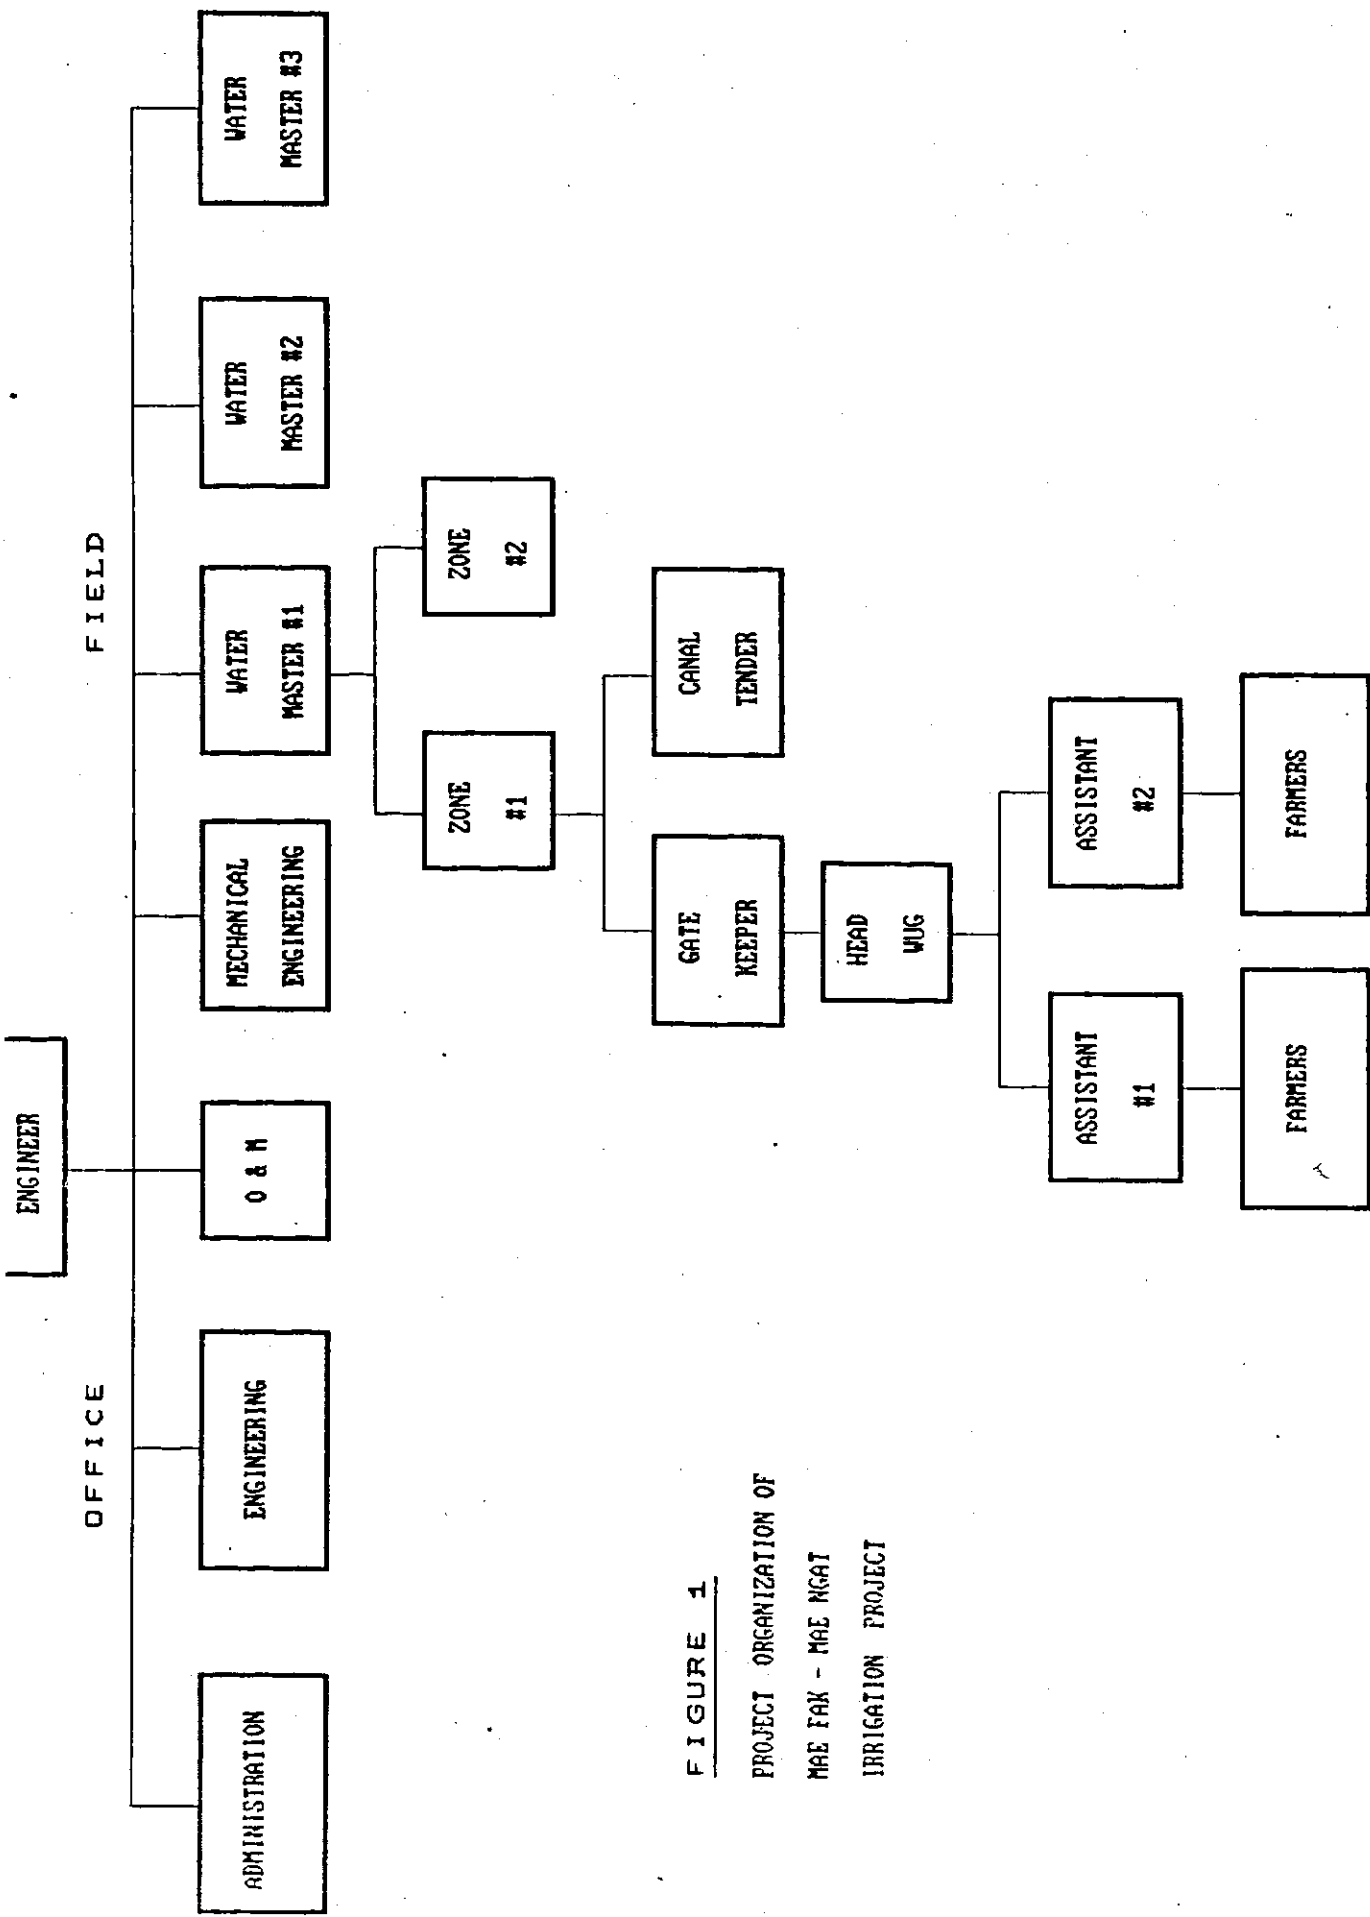 ENGINEER
OFFICE
FIELD
ADMINISTRATION
ENGINEERING
O & M
MECHANICAL
ENGINEERING
WATER
MASTER #1
WATER
MASTER #2
WATER
MASTER #3
ZONE
#1
ZONE
#2
GATE
KEEPER
CANAL
TENDER
HEAD
WUG
ASSISTANT
#1
ASSISTANT
#2
FARMERS
FARMERS
FIGURE 1
PROJECT ORGANIZATION OF
MAE FAK - MAE NGAT
IRRIGATION PROJECT